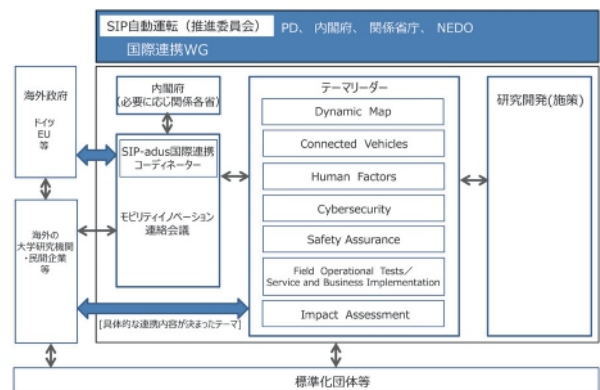 SIP自動運転（推進委員会） PD、内閣府、関係省庁、NEDO
国際連携WG
海外政府
ドイツ
EU
等
海外の
大学研究機関
・民間企業
等
内閣府
(必要に応じ関係各省)
SIP-adus国際連携
コーディネーター
モビリティイノベーション
連絡会議
テーマリーダー
Dynamic Map
Connected Vehicles
Human Factors
Cybersecurity
Safety Assurance
Field Operational Tests／
Service and Business Implementation
Impact Assessment
研究開発(施策)
[具体的な連携内容が決まったテーマ]
標準化団体等